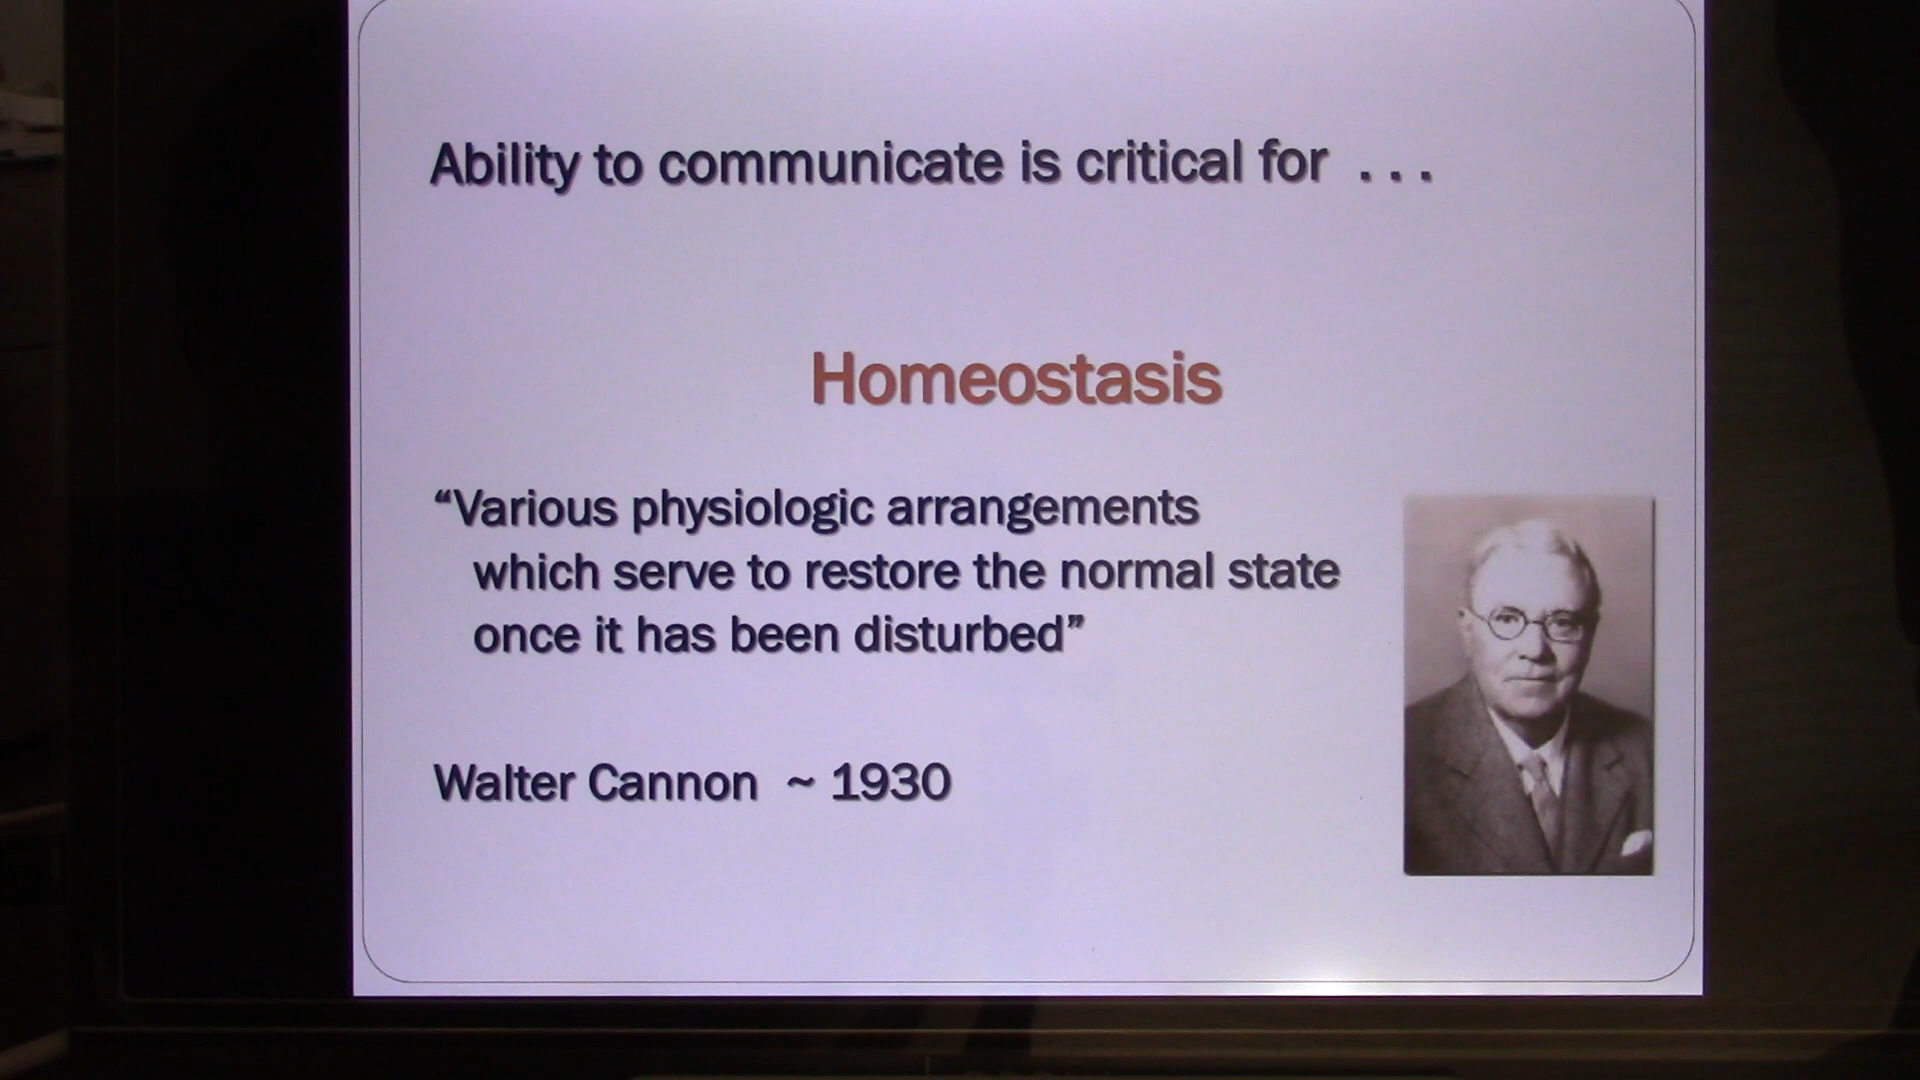 Ability to communicate is critical for . . .
Homeostasis
“Various physiologic arrangements
which serve to restore the normal state
once it has been disturbed”
Walter Cannon ~ 1930